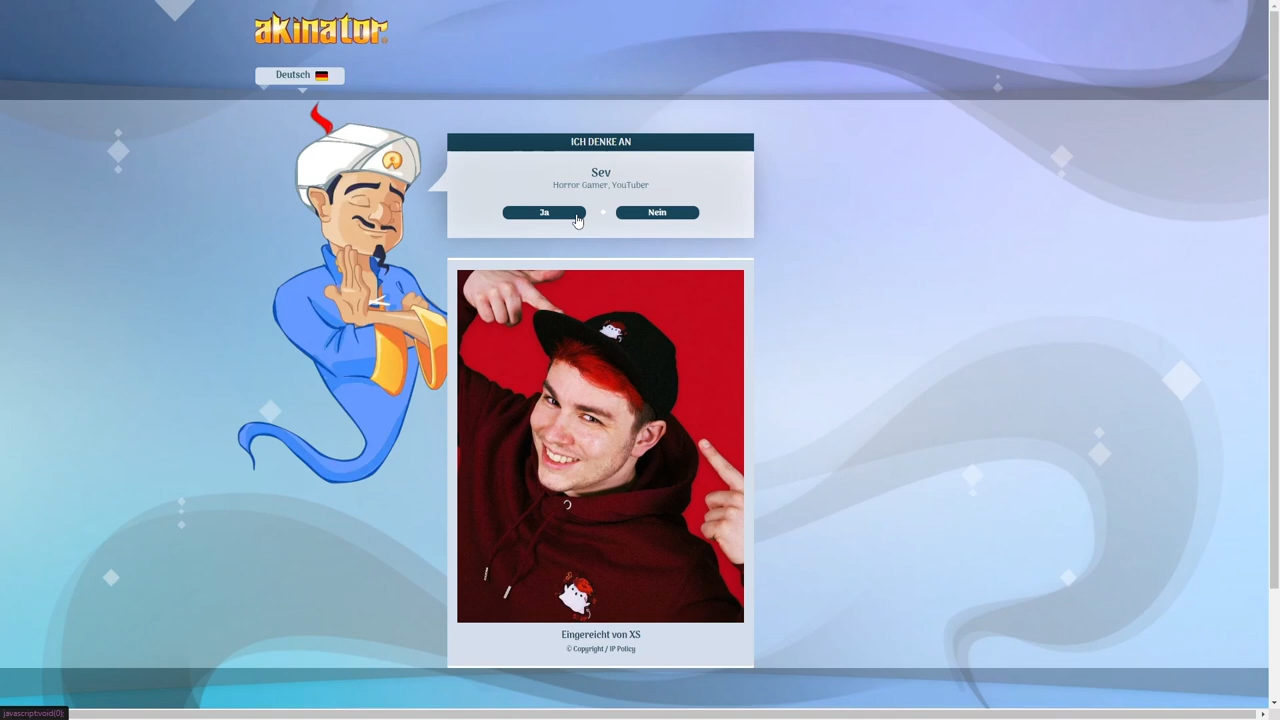 akinator
Deutsch
ICH DENKE AN
Sev
Horror Gamer, YouTuber
Ja
Nein
Eingereicht von XS
© Copyright / IP Policy
javascript:void(0);